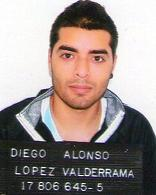 DIEGO ALONSO
LOPEZ VALDERRAMA
17 806 645-5